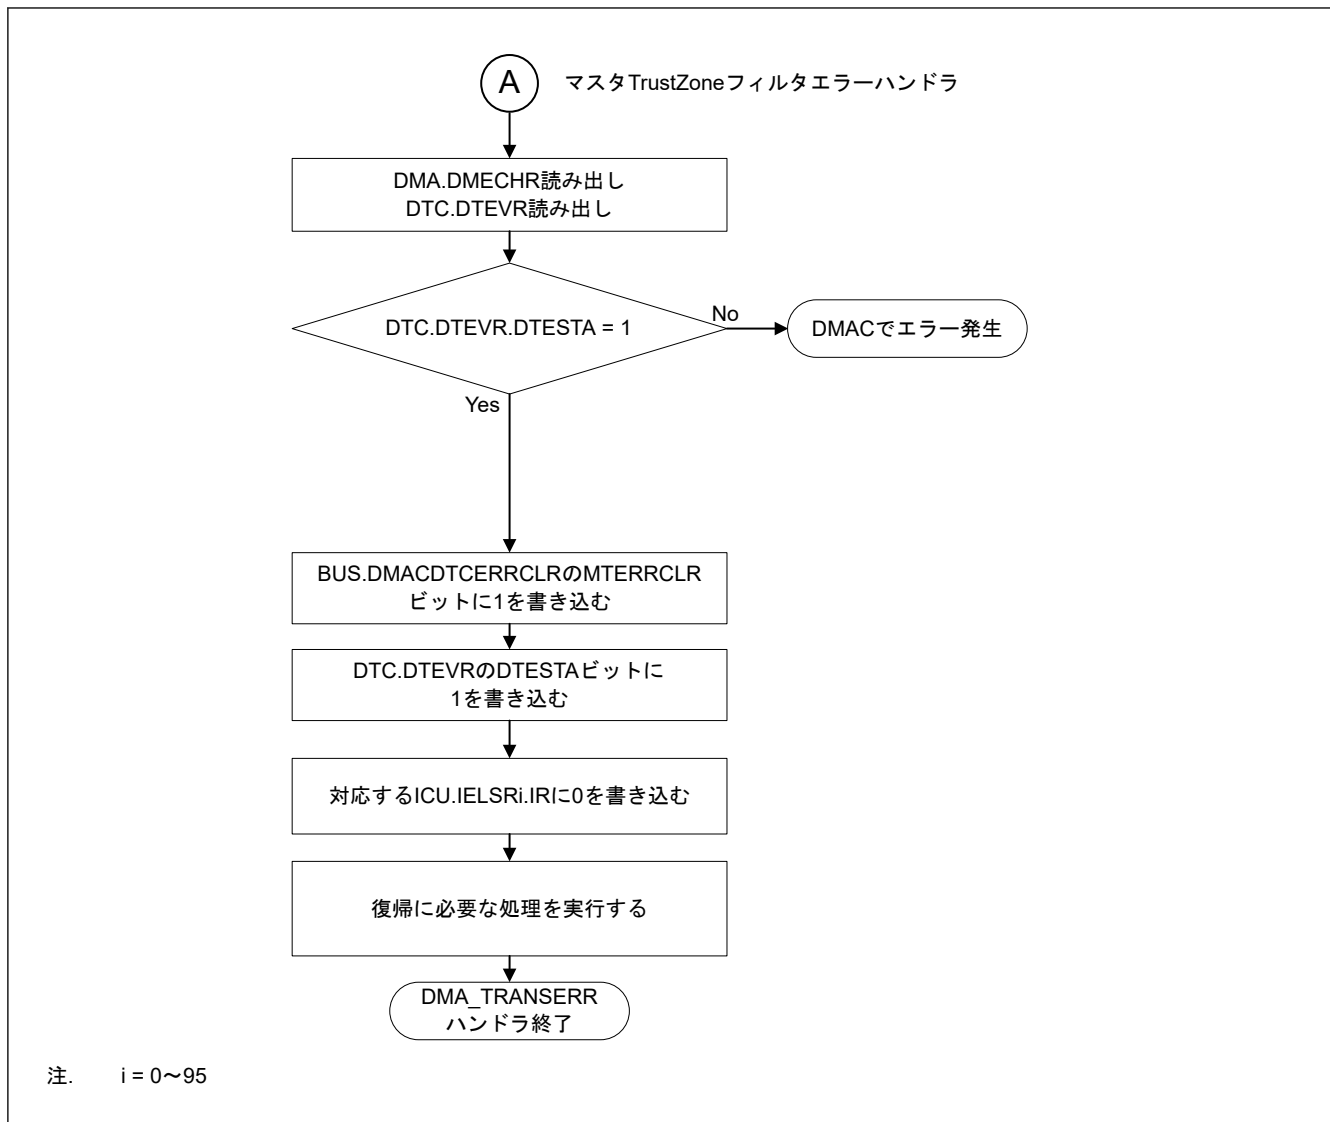 A
マスタTrustZoneフィルタエラーハンドラ
DMA.DMECHR読み出し
DTC.DTEVR読み出し
DTC.DTEVR.DTESTA = 1
No
DMACでエラー発生
Yes
BUS.DMACDTCERRCLRのMTERRCLR
ビットに1を書き込む
DTC.DTEVRのDTESTAビットに
1を書き込む
対応するICU.IELSRi.IRに0を書き込む
復帰に必要な処理を実行する
DMA_TRANSERR
ハンドラ終了
注. i = 0～95